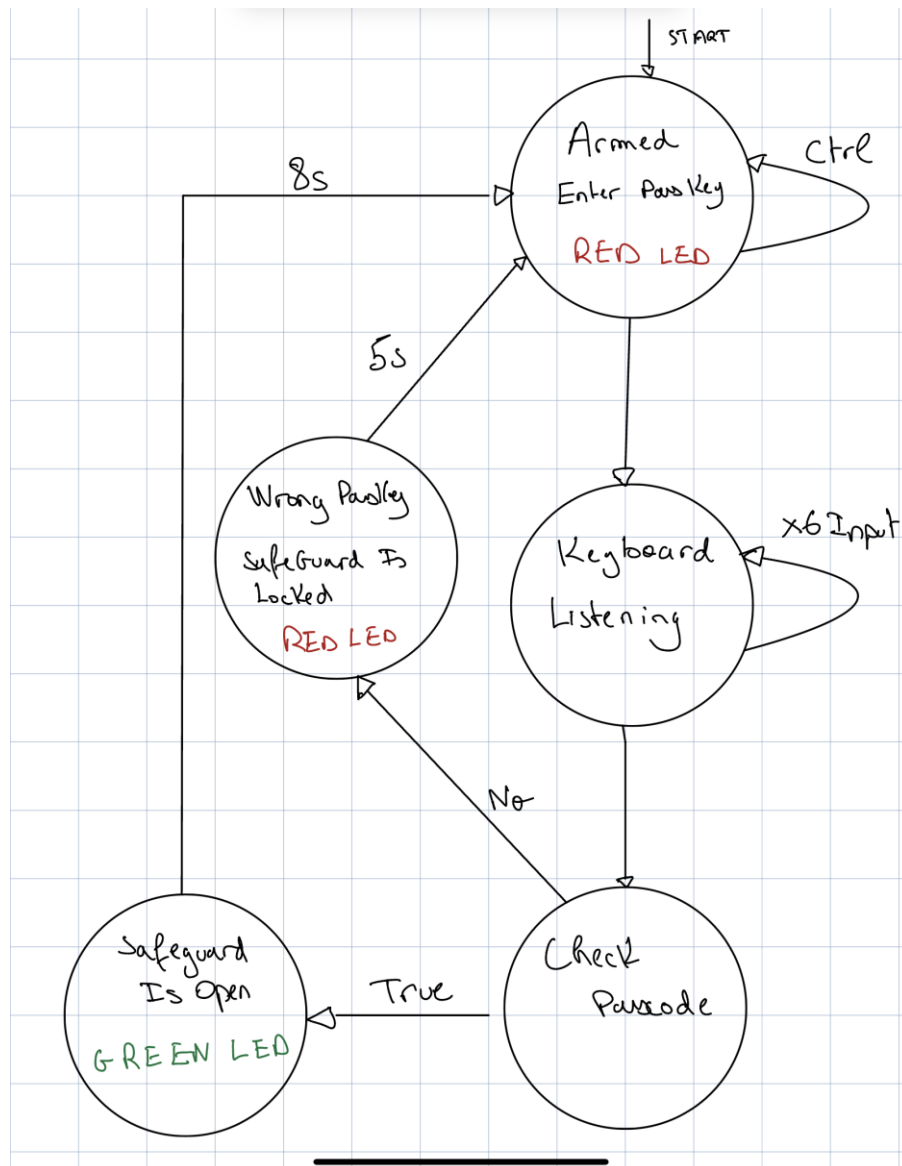 START
Armed
Enter PassKey
RED LED
Ctrl
8s
5s
Wrong PassKey
SafeGuard Is
Locked
RED LED
Keyboard
Listening
x6 Input
No
Safeguard
Is Open
GREEN LED
True
Check
Passcode